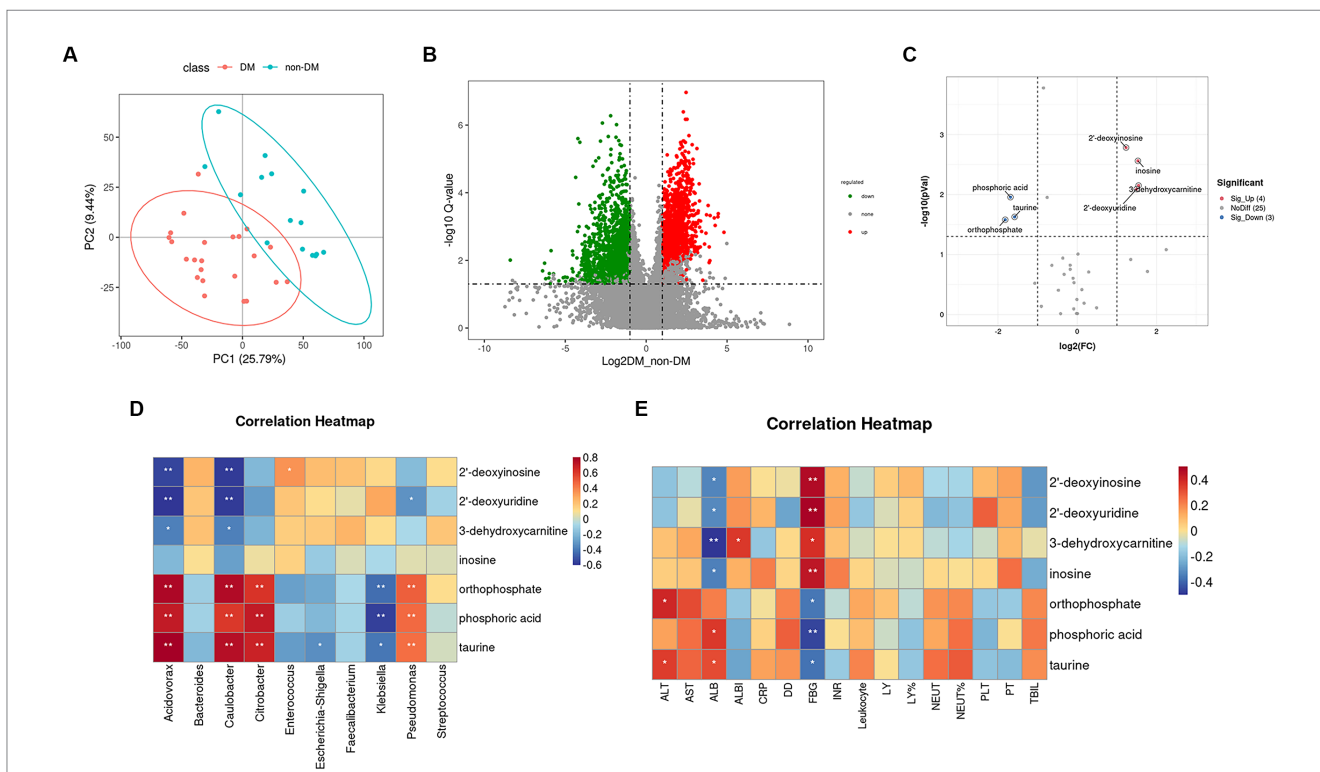 A
class DM non-DM
PC2 (9.44%)
50
25
0
-25
-100 -50 0 50 100
PC1 (25.79%)
B
-log10 Q-value
6
4
2
0
-10 -5 0 5 10
Log2DM_non-DM
regulated
down
none
up
C
-log10(pVal)
3
2
1
0
-2 0 2
log2(FC)
2'-deoxyinosine
inosine
3-dehydroxycarnitine
2'-deoxyuridine
phosphoric acid
taurine
orthophosphate
Significant
Sig_Up (4)
NoDiff (25)
Sig_Down (3)
D
Correlation Heatmap
** ** * 2'-deoxyinosine
** ** * 2'-deoxyuridine
* * 3-dehydroxycarnitine
inosine
** ** ** ** ** orthophosphate
** ** ** ** ** phosphoric acid
** ** ** * * ** taurine
Acidovorax
Bacteroides
Caulobacter
Citrobacter
Enterococcus
Escherichia-Shigella
Faecalibacterium
Klebsiella
Pseudomonas
Streptococcus
0.8
0.6
0.4
0.2
0
-0.2
-0.4
-0.6
E
Correlation Heatmap
* ** 2'-deoxyinosine
* ** 2'-deoxyuridine
** * * 3-dehydroxycarnitine
* ** inosine
* * orthophosphate
* ** phosphoric acid
* * * taurine
ALT
AST
ALB
ALBI
CRP
DD
FBG
INR
Leukocyte
LY
LY%
NEUT
NEUT%
PLT
PT
TBIL
0.4
0.2
0
-0.2
-0.4